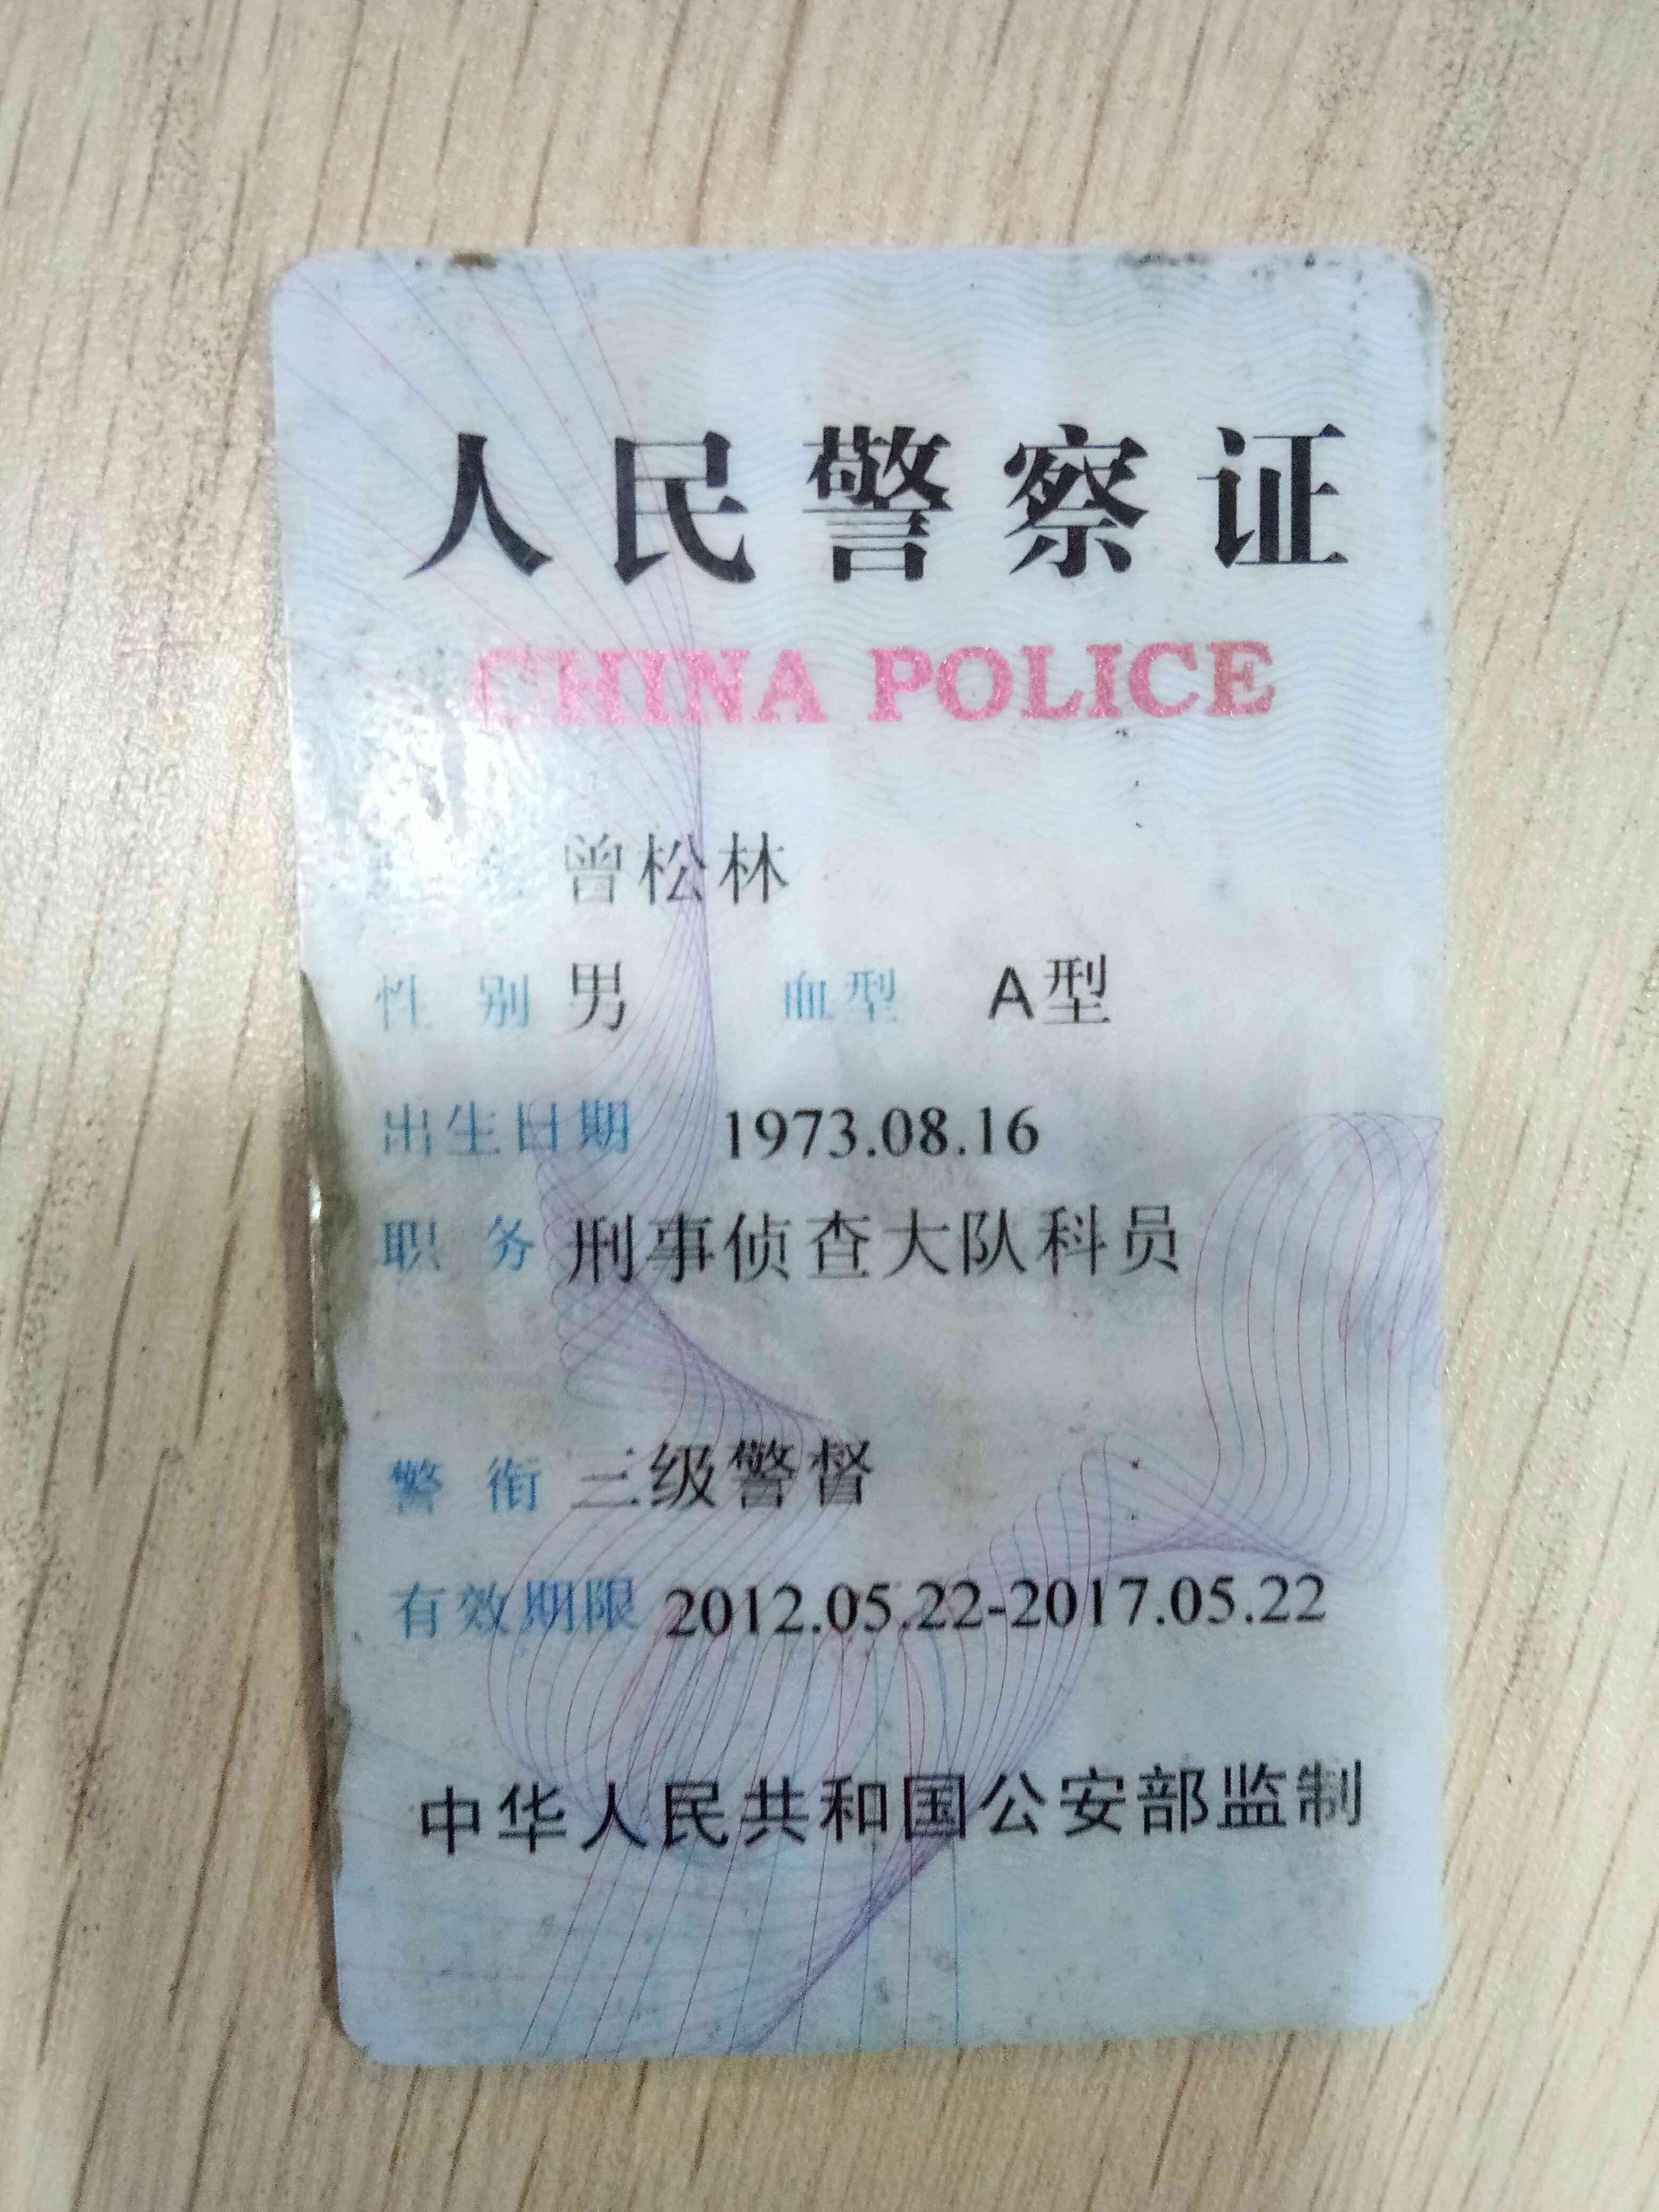 人民警察证
CHINA POLICE
曾松林
性 别 男 血型 A型
出生日期 1973.08.16
职 务 刑事侦查大队科员
警 衔 三级警督
有效期限 2012.05.22-2017.05.22
中华人民共和国公安部监制